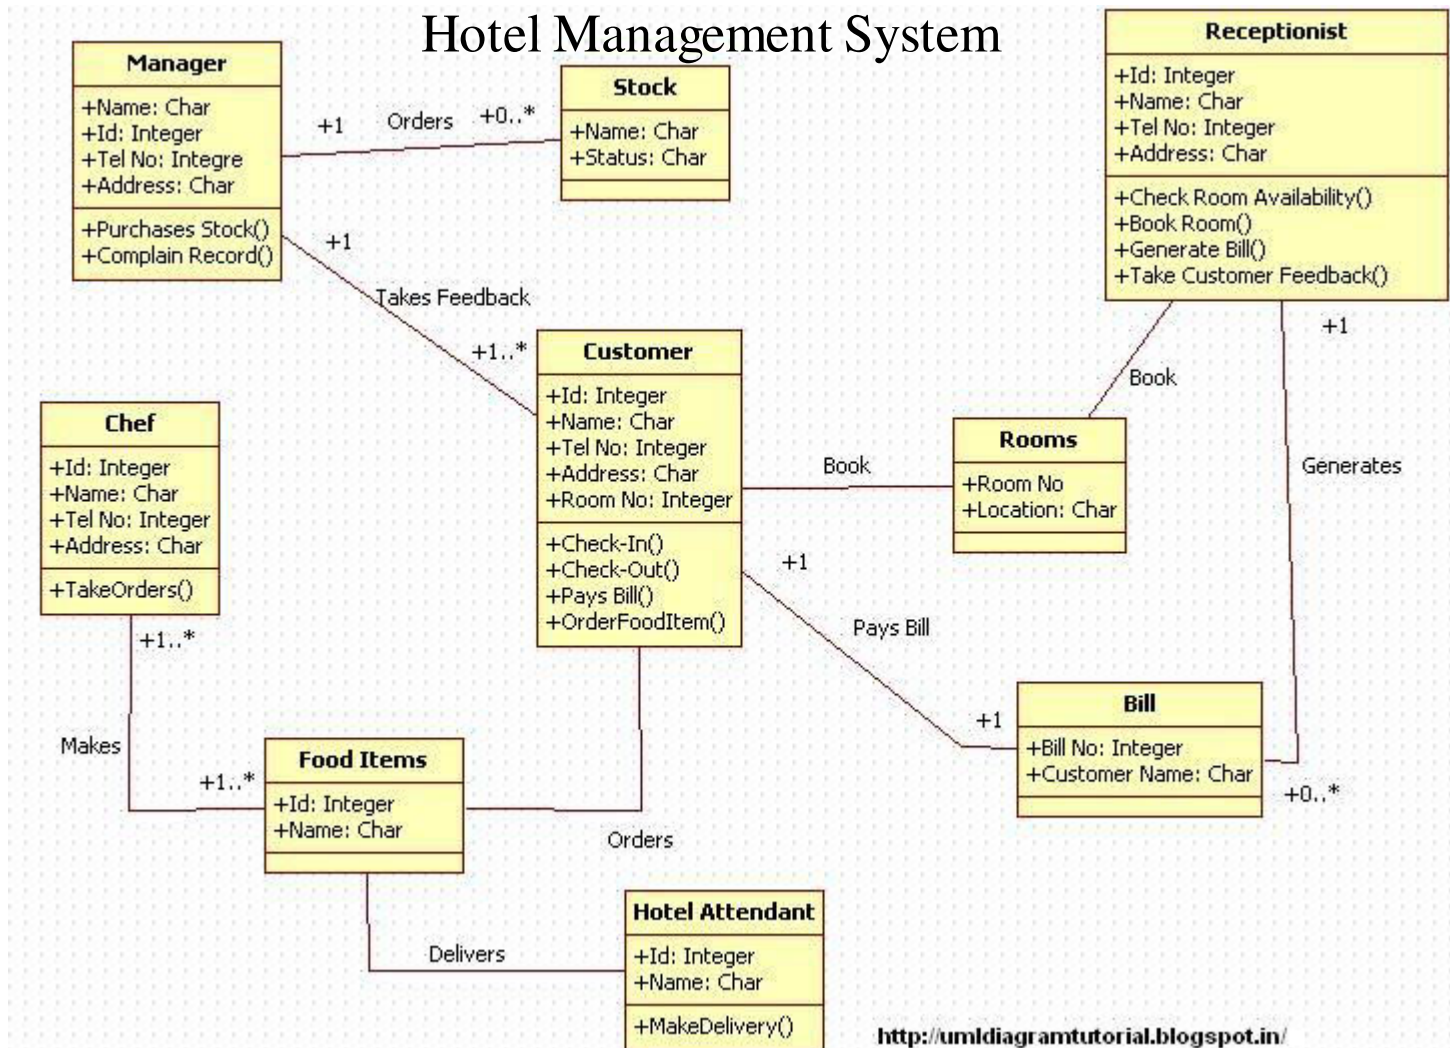 Hotel Management System
Manager
+Name: Char
+Id: Integer
+Tel No: Integre
+Address: Char
+Purchases Stock()
+Complain Record()
+1
Orders
+0..*
Stock
+Name: Char
+Status: Char
Receptionist
+Id: Integer
+Name: Char
+Tel No: Integer
+Address: Char
+Check Room Availability()
+Book Room()
+Generate Bill()
+Take Customer Feedback()
+1
Takes Feedback
+1..*
Customer
+Id: Integer
+Name: Char
+Tel No: Integer
+Address: Char
+Room No: Integer
+Check-In()
+Check-Out()
+Pays Bill()
+OrderFoodItem()
+1
Book
Generates
Book
Rooms
+Room No
+Location: Char
Chef
+Id: Integer
+Name: Char
+Tel No: Integer
+Address: Char
+TakeOrders()
+1..*
Makes
+1..*
+1
Pays Bill
+1
Bill
+Bill No: Integer
+Customer Name: Char
+0..*
Food Items
+Id: Integer
+Name: Char
Orders
Delivers
Hotel Attendant
+Id: Integer
+Name: Char
+MakeDelivery()
http://umldiagramtutorial.blogspot.in/